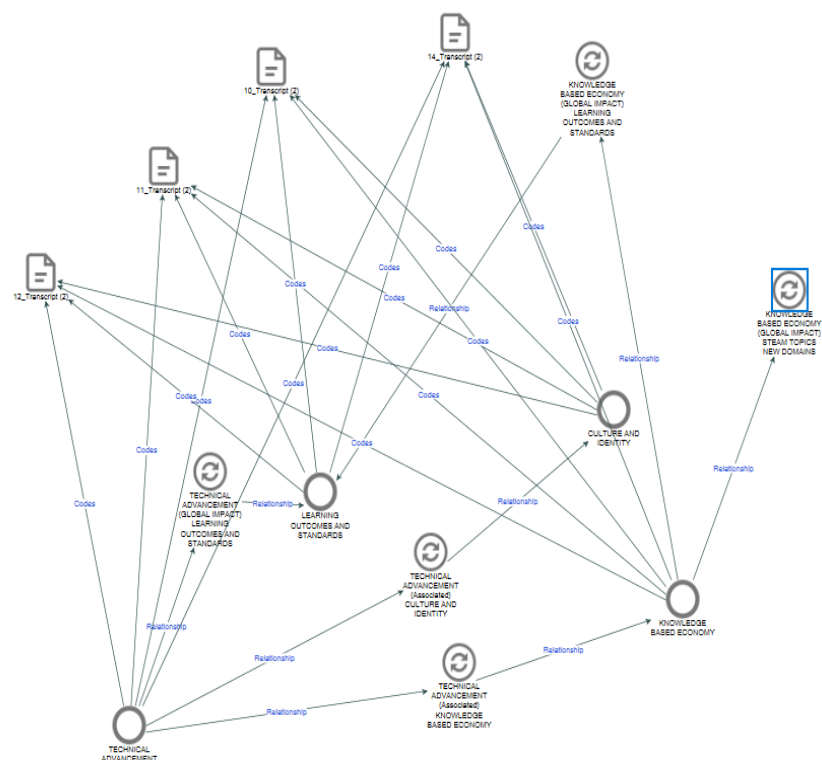 14_Transcript (2)
10_Transcript (2)
KNOWLEDGE
BASED ECONOMY
(GLOBAL IMPACT)
LEARNING
OUTCOMES AND
STANDARDS
11_Transcript (2)
Codes
Codes
12_Transcript (2)
Codes
Codes
Codes
Relationship
Codes
KNOWLEDGE
BASED ECONOMY
(GLOBAL IMPACT)
STEAM TOPICS
NEW DOMAINS
Codes
Codes
Codes
Relationship
Codes
Codes
Codes
Codes
CULTURE AND
IDENTITY
Codes
Codes
Relationship
TECHNICAL
ADVANCEMENT
(GLOBAL IMPACT)
LEARNING
OUTCOMES AND
STANDARDS
Relationship
LEARNING
OUTCOMES AND
STANDARDS
Relationship
Codes
TECHNICAL
ADVANCEMENT
(Associated)
CULTURE AND
IDENTITY
Relationship
KNOWLEDGE
BASED ECONOMY
Relationship
Relationship
TECHNICAL
ADVANCEMENT
(Associated)
KNOWLEDGE
BASED ECONOMY
Relationship
TECHNICAL
ADVANCEMENT